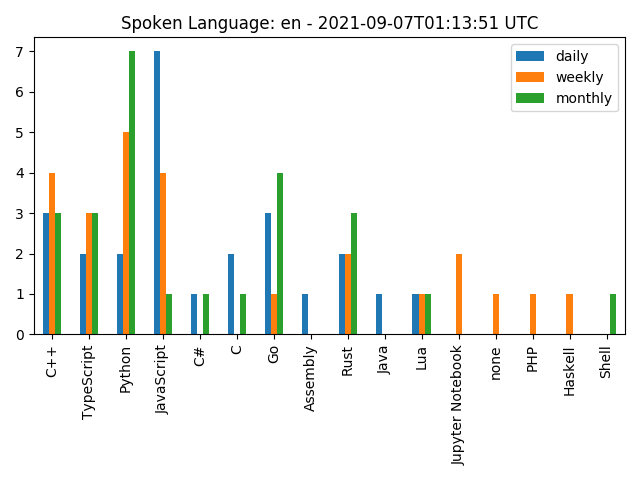 Spoken Language: en - 2021-09-07T01:13:51 UTC
daily
weekly
monthly
7
6
5
4
3
2
1
0
C++
TypeScript
Python
JavaScript
C#
C
Go
Assembly
Rust
Java
Lua
Jupyter Notebook
none
PHP
Haskell
Shell